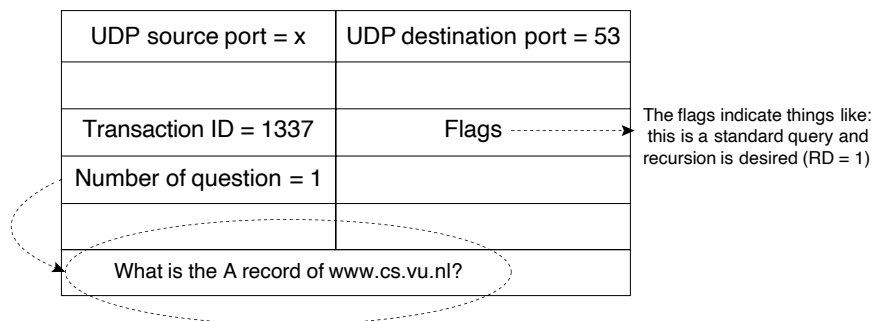 UDP source port = x
UDP destination port = 53
Transaction ID = 1337
Flags
The flags indicate things like:
this is a standard query and
recursion is desired (RD = 1)
Number of question = 1
What is the A record of www.cs.vu.nl?